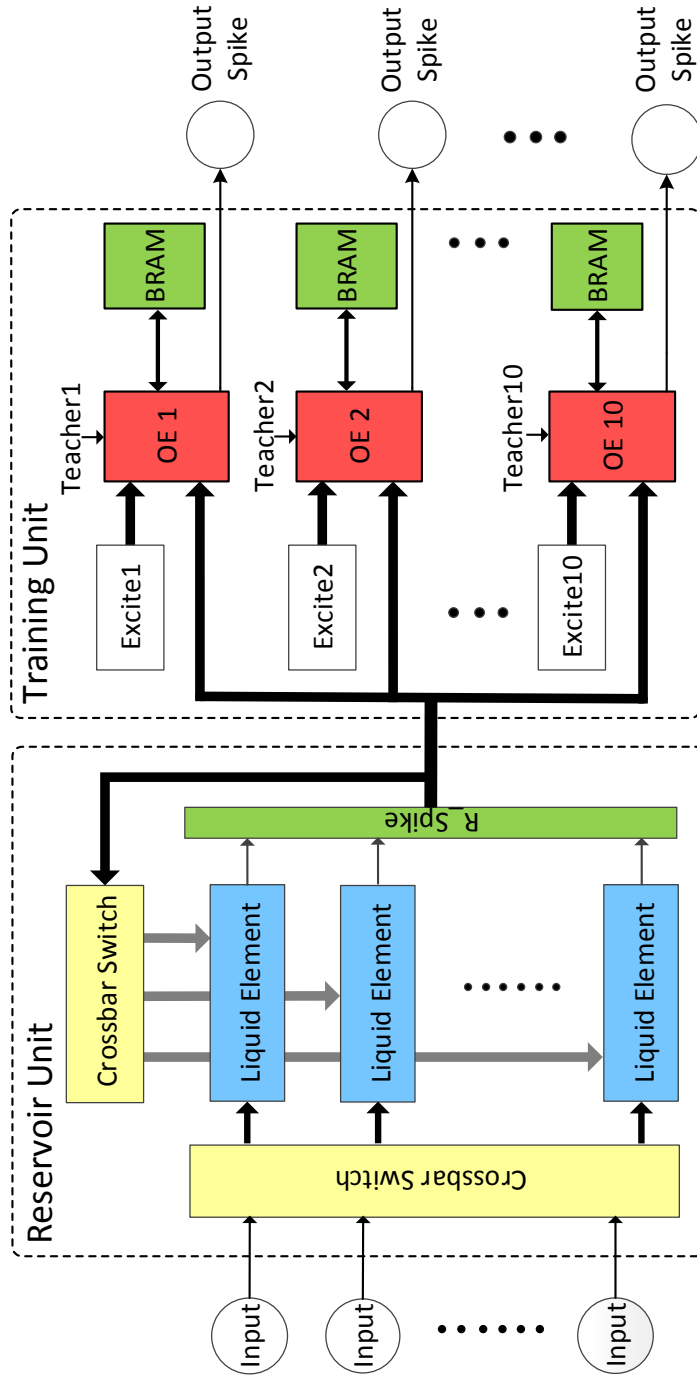 Reservoir Unit
Training Unit
Input
Input
Input
Crossbar
Switch
Crossbar Switch
Liquid Element
Liquid Element
Liquid Element
R_Spike
Excite1
Excite2
Excite10
Teacher1
Teacher2
Teacher10
OE 1
OE 2
OE 10
BRAM
BRAM
BRAM
Output
Spike
Output
Spike
Output
Spike